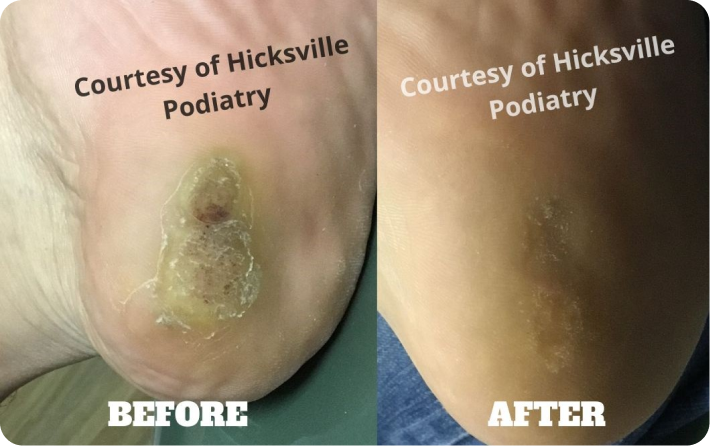 Courtesy of Hicksville
Podiatry
Courtesy of Hicksville
Podiatry
BEFORE
AFTER